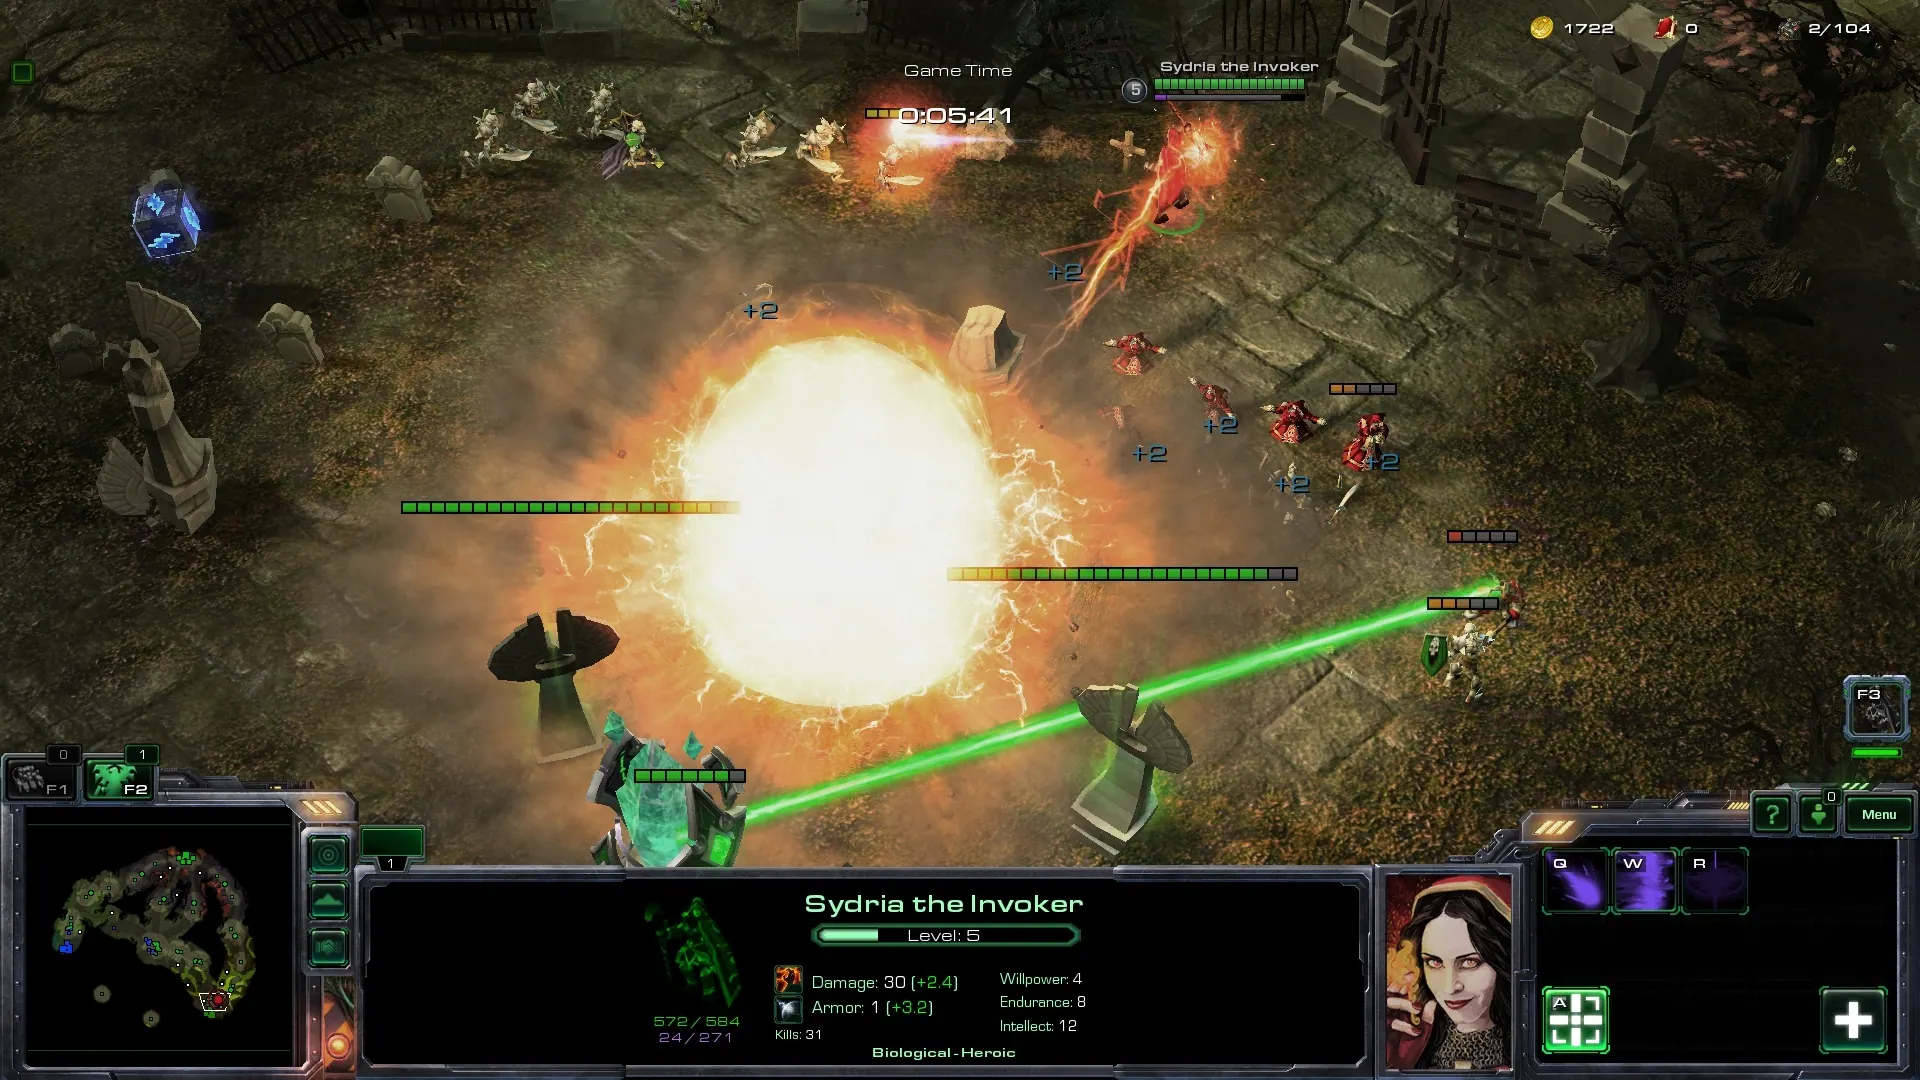 1722
0
2/104
Game Time
Sydria the Invoker
5
0:05:41
+2
+2
+2
+2
+2
+2
F3
0
1
F1
F2
0
?
Menu
1
Q
W
R
Sydria the Invoker
Level: 5
Damage: 30 (+2.4)
Willpower: 4
Armor: 1 (+3.2)
Endurance: 8
572/584
24/271
Kills: 31
Intellect: 12
Biological-Heroic
A